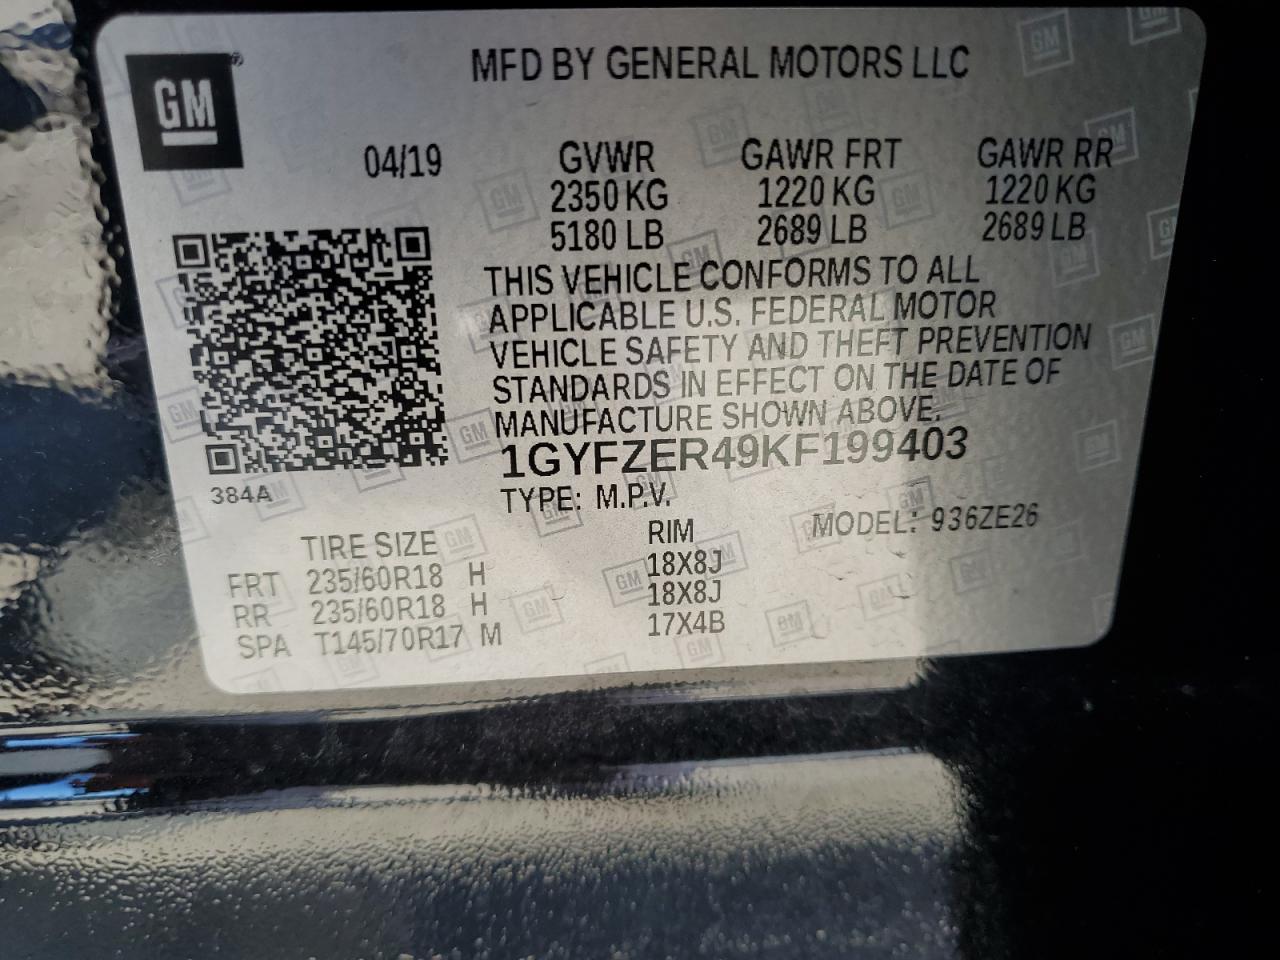 GM
MFD BY GENERAL MOTORS LLC
04/19 GVWR GAWR FRT GAWR RR
2350 KG 1220 KG 1220 KG
5180 LB 2689 LB 2689 LB
THIS VEHICLE CONFORMS TO ALL
APPLICABLE U.S. FEDERAL MOTOR
VEHICLE SAFETY AND THEFT PREVENTION
STANDARDS IN EFFECT ON THE DATE OF
MANUFACTURE SHOWN ABOVE.
1GYFZER49KF199403
384A
TYPE: M.P.V. MODEL: 936ZE26
TIRE SIZE RIM
FRT 235/60R18 H 18X8J
RR 235/60R18 H 18X8J
SPA T145/70R17 M 17X4B